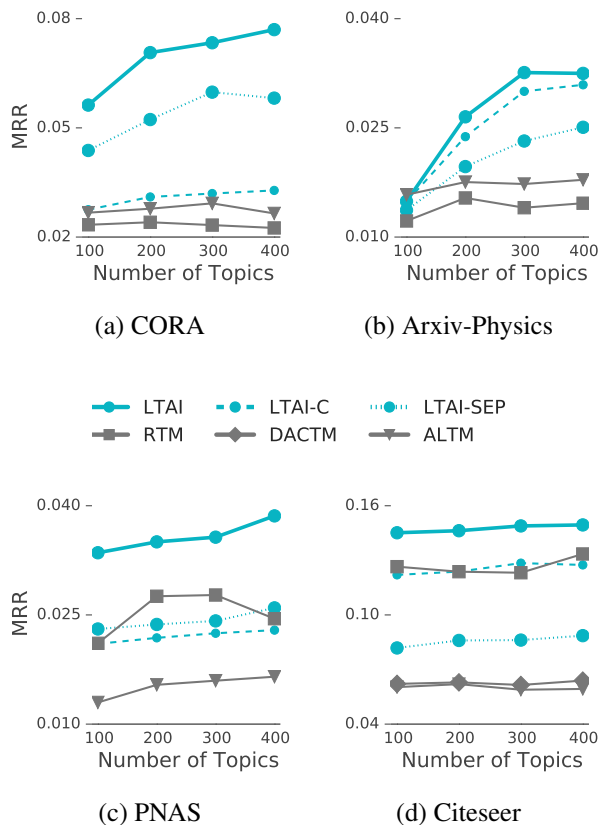 0.08
0.05
0.02
MRR
100 200 300 400
Number of Topics
(a) CORA
0.040
0.025
0.010
100 200 300 400
Number of Topics
(b) Arxiv-Physics
LTAI LTAI-C LTAI-SEP
RTM DACTM ALTM
0.040
0.025
0.010
MRR
100 200 300 400
Number of Topics
(c) PNAS
0.16
0.10
0.04
100 200 300 400
Number of Topics
(d) Citeseer